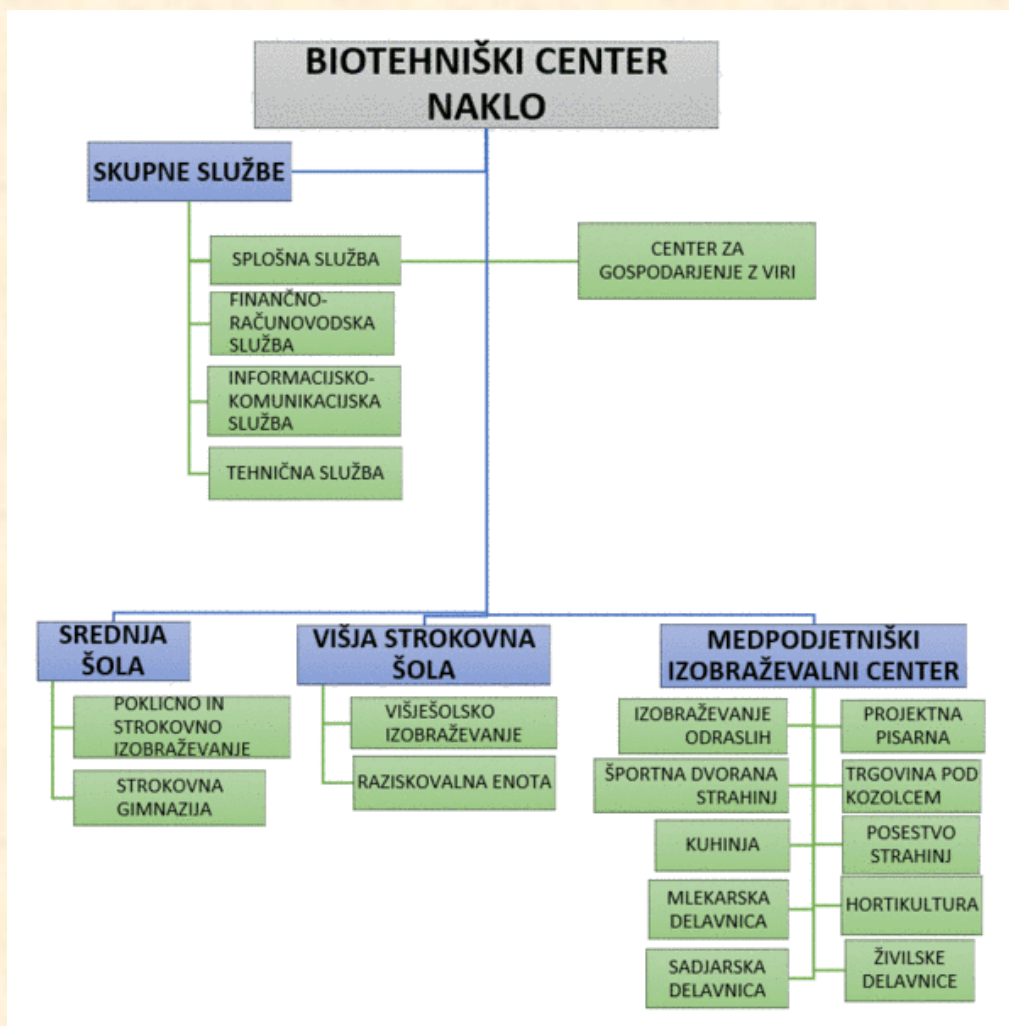 BIOTEHNIŠKI CENTER
NAKLO
SKUPNE SLUŽBE
SPLOŠNA SLUŽBA
CENTER ZA
GOSPODARJENJE Z VIRI
FINANČNO-
RAČUNOVODSKA
SLUŽBA
INFORMACIJSKO-
KOMUNIKACIJSKA
SLUŽBA
TEHNIČNA SLUŽBA
SREDNJA
ŠOLA
POKLICNO IN
STROKOVNO
IZOBRAŽEVANJE
STROKOVNA
GIMNAZIJA
VIŠJA STROKOVNA
ŠOLA
VIŠJEŠOLSKO
IZOBRAŽEVANJE
RAZISKOVALNA ENOTA
MEDPODJETNIŠKI
IZOBRAŽEVALNI CENTER
IZOBRAŽEVANJE
ODRASLIH
PROJEKTNA
PISARNA
ŠPORTNA DVORANA
STRAHINJ
TRGOVINA POD
KOZOLCEM
KUHINJA
POSESTVO
STRAHINJ
MLEKARSKA
DELAVNICA
HORTIKULTURA
SADJARSKA
DELAVNICA
ŽIVILSKE
DELAVNICE